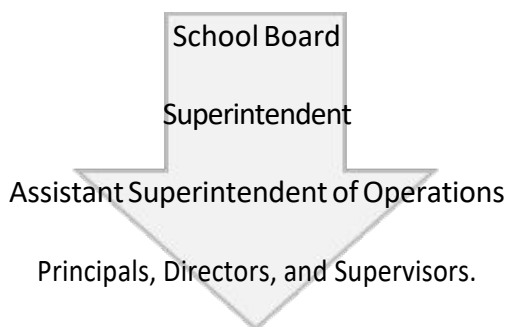 School Board
Superintendent
Assistant Superintendent of Operations
Principals, Directors, and Supervisors.